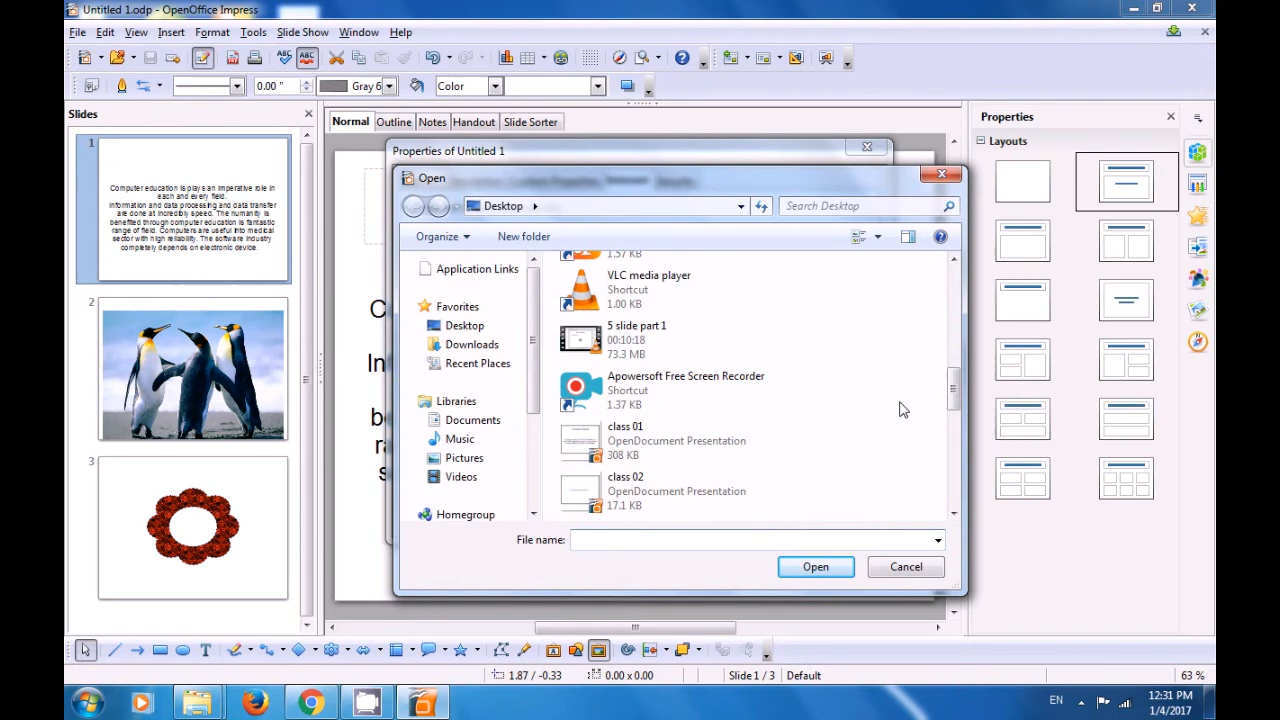 Untitled 1.odp - OpenOffice Impress
File Edit View Insert Format Tools Slide Show Window Help
0.00 " Gray 6 Color
Slides
Normal Outline Notes Handout Slide Sorter
Properties
Layouts
1
Computer education is plays an imperative role in
each and every field.
Information and data processing and data transfer
are done at incredibly speed. The humanity is
benefited through computer education is fantastic
range of field. Computers are useful into medical
sector with high reliability. The software industry
completely depends on electronic device.
2
3
Properties of Untitled 1
Open
Desktop
Search Desktop
Organize New folder
Application Links
Favorites
Desktop
Downloads
Recent Places
Libraries
Documents
Music
Pictures
Videos
Homegroup
1.57 KB
VLC media player
Shortcut
1.00 KB
5 slide part 1
00:10:18
73.3 MB
Apowersoft Free Screen Recorder
Shortcut
1.37 KB
class 01
OpenDocument Presentation
308 KB
class 02
OpenDocument Presentation
17.1 KB
File name:
Open Cancel
1.87 / -0.33 0.00 x 0.00 Slide 1 / 3 Default 63 %
EN 12:31 PM
1/4/2017